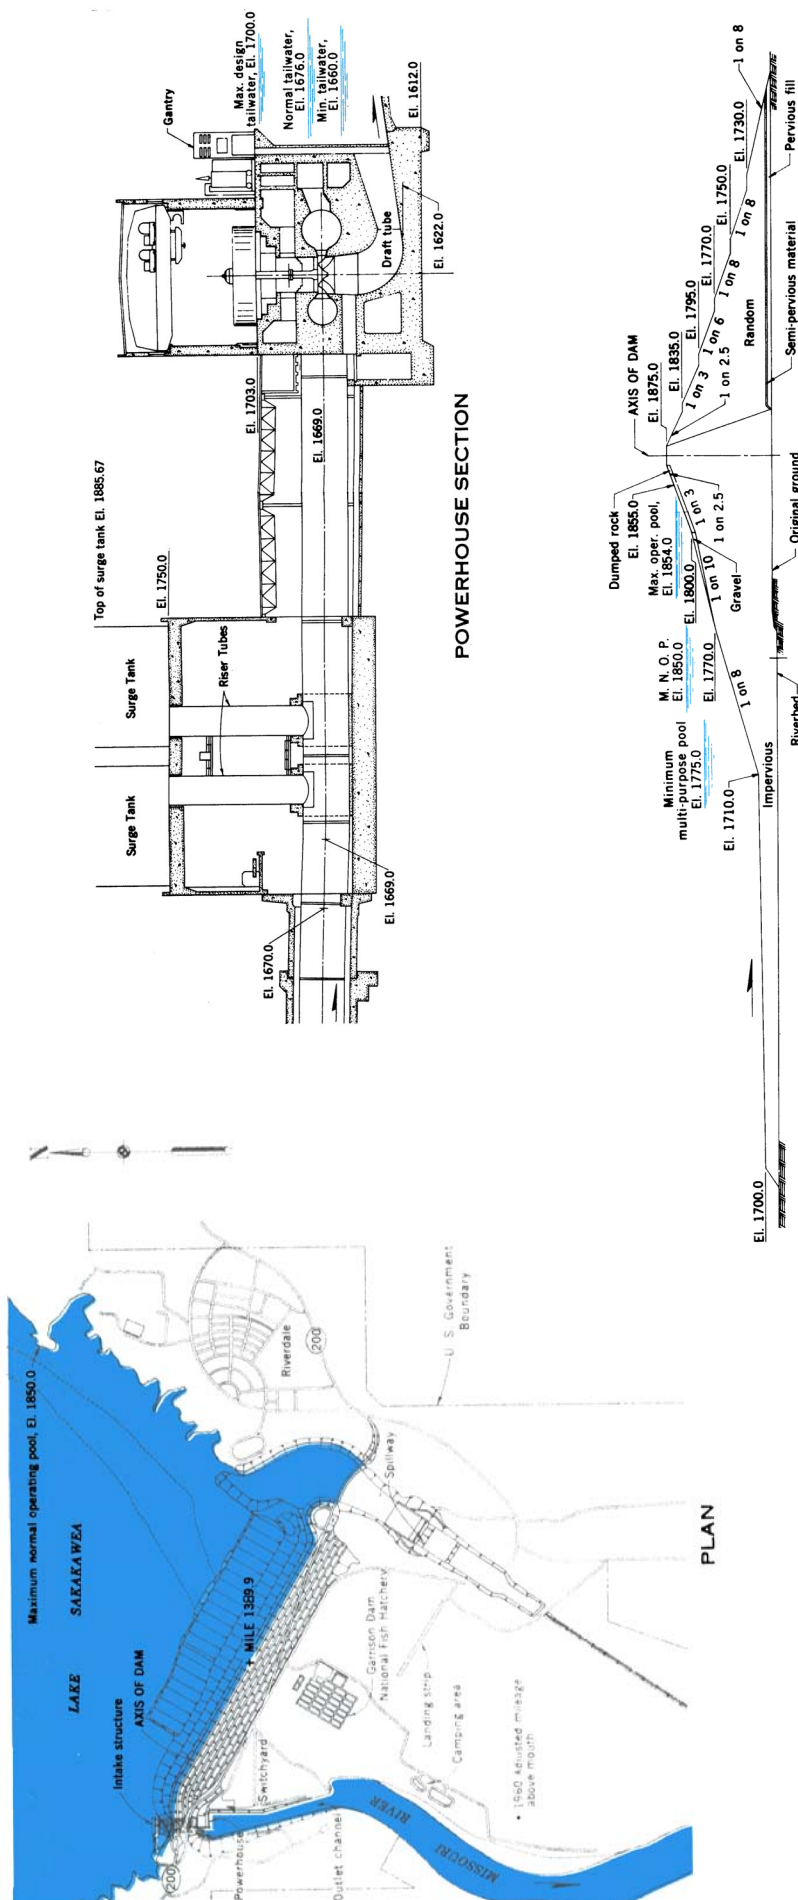 Maximum normal operating pool, El. 1850.0
LAKE SAKAKAWEA
Intake structure
AXIS OF DAM
MILE 1389.9
200
Powerhouse
Switchyard
Outlet channel
MISSOURI RIVER
Garrison Dam
National Fish Hatchery
Landing strip
Camping area
• 1960 Adjusted mileage
above mouth
Spillway
Riverdale
200
U. S. Government
Boundary
N
PLAN
Top of surge tank El. 1885.67
Surge Tank
Surge Tank
El. 1750.0
Riser Tubes
El. 1670.0
El. 1669.0
El. 1703.0
El. 1669.0
Gantry
Max. design
tailwater, El. 1700.0
Normal tailwater,
El. 1676.0
Min. tailwater,
El. 1660.0
El. 1612.0
Draft tube
El. 1622.0
POWERHOUSE SECTION
AXIS OF DAM
Dumped rock
El. 1855.0
Max. oper. pool,
El. 1854.0
El. 1800.0
1 on 3
1 on 2.5
1 on 10
Gravel
M. N. O. P.
El. 1850.0
El. 1770.0
Minimum
multi-purpose pool
El. 1775.0
1 on 8
El. 1710.0
Impervious
El. 1700.0
El. 1875.0
El. 1835.0
1 on 3
1 on 2.5
El. 1795.0
1 on 6
El. 1770.0
1 on 8
El. 1750.0
1 on 8
El. 1730.0
1 on 8
Random
Pervious fill
Semi-pervious material
Original ground
Riverbed